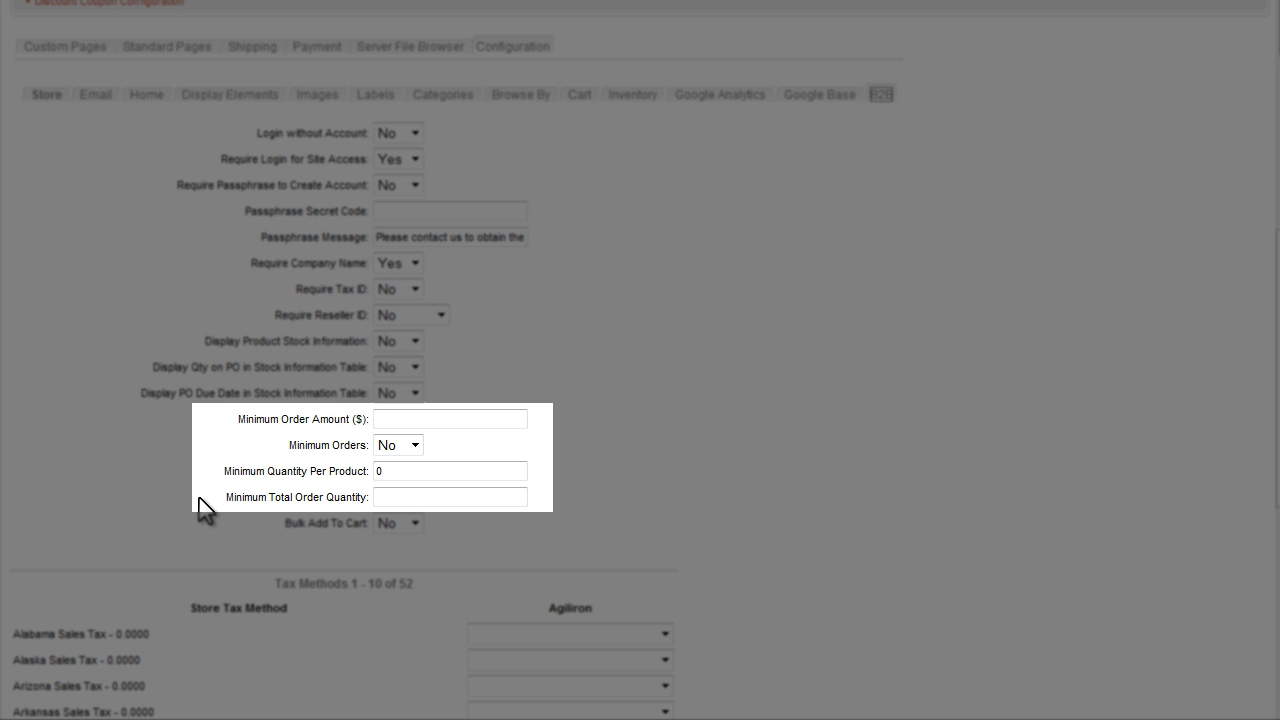 Discount Coupon Configuration
Custom Pages Standard Pages Shipping Payment Server File Browser Configuration
Store Email Home Display Elements Images Labels Categories Browse By Cart Inventory Google Analytics Google Base B2B
Login without Account: No
Require Login for Site Access: Yes
Require Passphrase to Create Account: No
Passphrase Secret Code:
Passphrase Message: Please contact us to obtain the
Require Company Name: Yes
Require Tax ID: No
Require Reseller ID: No
Display Product Stock Information: No
Display Qty on PO in Stock Information Table: No
Display PO Due Date in Stock Information Table: No
Minimum Order Amount ($):
Minimum Orders: No
Minimum Quantity Per Product: 0
Minimum Total Order Quantity:
Bulk Add To Cart: No
Tax Methods 1 - 10 of 52
Store Tax Method Agiliron
Alabama Sales Tax - 0.0000
Alaska Sales Tax - 0.0000
Arizona Sales Tax - 0.0000
Arkansas Sales Tax - 0.0000